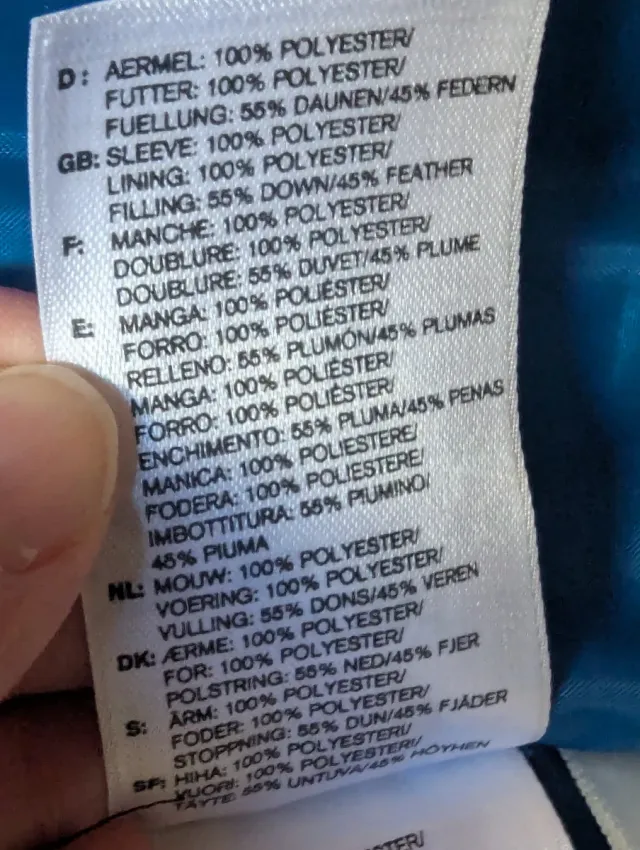 D: AERMEL: 100% POLYESTER/
FUTTER: 100% POLYESTER/
FUELLUNG: 55% DAUNEN/45% FEDERN
GB: SLEEVE: 100% POLYESTER/
LINING: 100% POLYESTER/
FILLING: 55% DOWN/45% FEATHER
F: MANCHE: 100% POLYESTER/
DOUBLURE: 100% POLYESTER/
DOUBLURE: 55% DUVET/45% PLUME
E: MANGA: 100% POLIÉSTER/
FORRO: 100% POLIÉSTER/
RELLENO: 55% PLUMÓN/45% PLUMAS
MANGA: 100% POLIÉSTER/
FORRO: 100% POLIÉSTER/
ENCHIMENTO: 55% PLUMA/45% PENAS
MANICA: 100% POLIESTERE/
FODERA: 100% POLIESTERE/
IMBOTTITURA: 55% PIUMINO/
45% PIUMA
NL: MOUW: 100% POLYESTER/
VOERING: 100% POLYESTER/
VULLING: 55% DONS/45% VEREN
DK: ÆRME: 100% POLYESTER/
FOR: 100% POLYESTER/
POLSTRING: 55% NED/45% FJER
S: ÄRM: 100% POLYESTER/
FODER: 100% POLYESTER/
STOPPNING: 55% DUN/45% FJÄDER
SF: HIHA: 100% POLYESTERI/
VUORI: 100% POLYESTERI/
TÄYTE: 55% UNTUVA/45% HÖYHEN